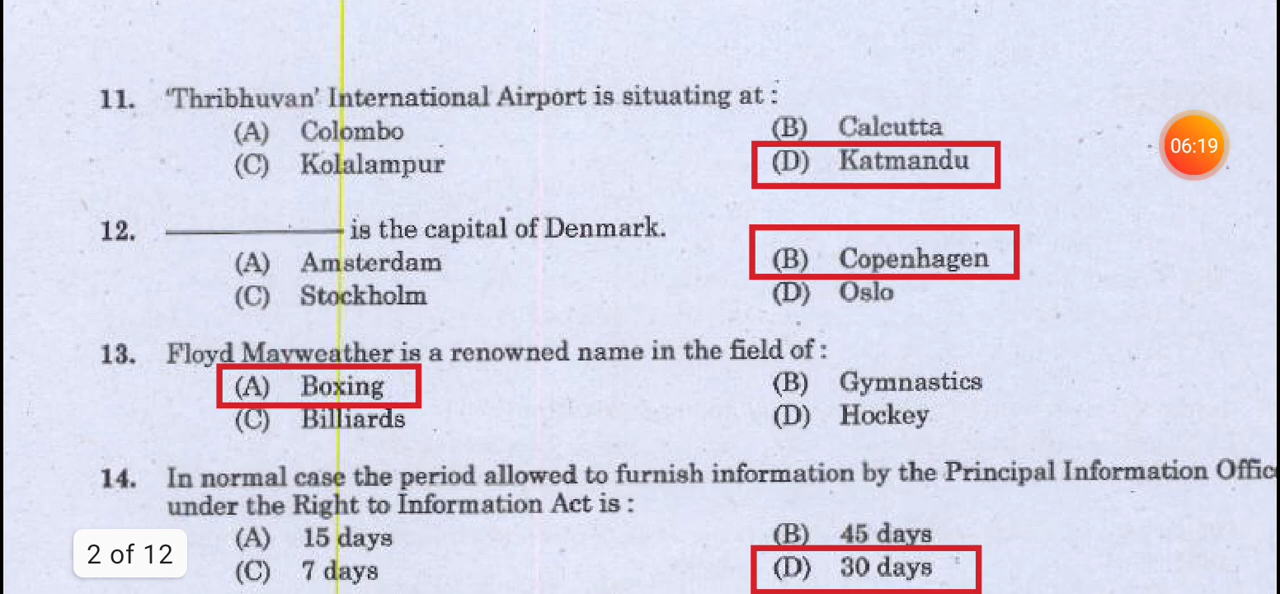 11. 'Thribhuvan' International Airport is situating at :
(A) Colombo (B) Calcutta
(C) Kolalampur (D) Katmandu
06:19
12. __________ is the capital of Denmark.
(A) Amsterdam (B) Copenhagen
(C) Stockholm (D) Oslo
13. Floyd Mayweather is a renowned name in the field of :
(A) Boxing (B) Gymnastics
(C) Billiards (D) Hockey
14. In normal case the period allowed to furnish information by the Principal Information Offic
under the Right to Information Act is :
(A) 15 days (B) 45 days
2 of 12
(C) 7 days (D) 30 days